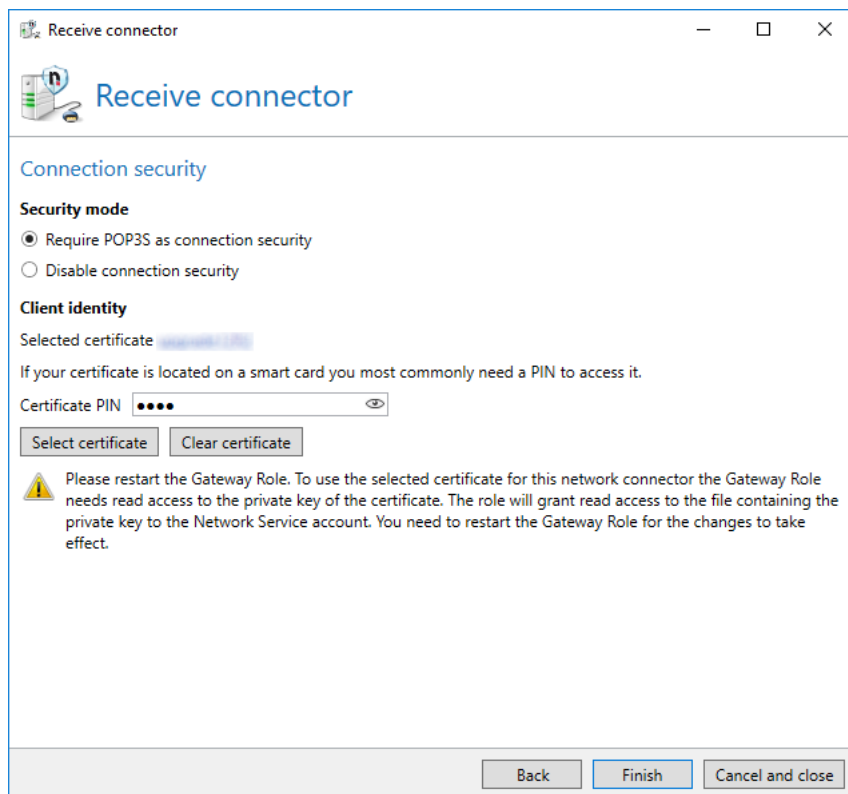 Receive connector
Receive connector
Connection security
Security mode
Require POP3S as connection security
Disable connection security
Client identity
Selected certificate
If your certificate is located on a smart card you most commonly need a PIN to access it.
Certificate PIN ●●●●
Select certificate Clear certificate
Please restart the Gateway Role. To use the selected certificate for this network connector the Gateway Role
needs read access to the private key of the certificate. The role will grant read access to the file containing the
private key to the Network Service account. You need to restart the Gateway Role for the changes to take
effect.
Back Finish Cancel and close